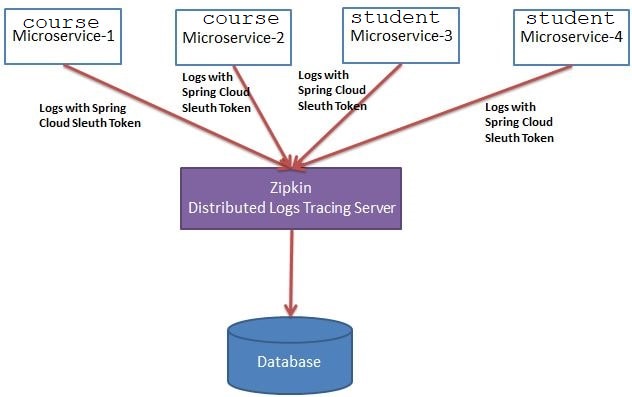 course
Microservice-1
course
Microservice-2
student
Microservice-3
student
Microservice-4
Logs with Spring
Cloud Sleuth Token
Logs with
Spring Cloud
Sleuth Token
Logs with
Spring Cloud
Sleuth Token
Logs with
Spring Cloud
Sleuth Token
Zipkin
Distributed Logs Tracing Server
Database